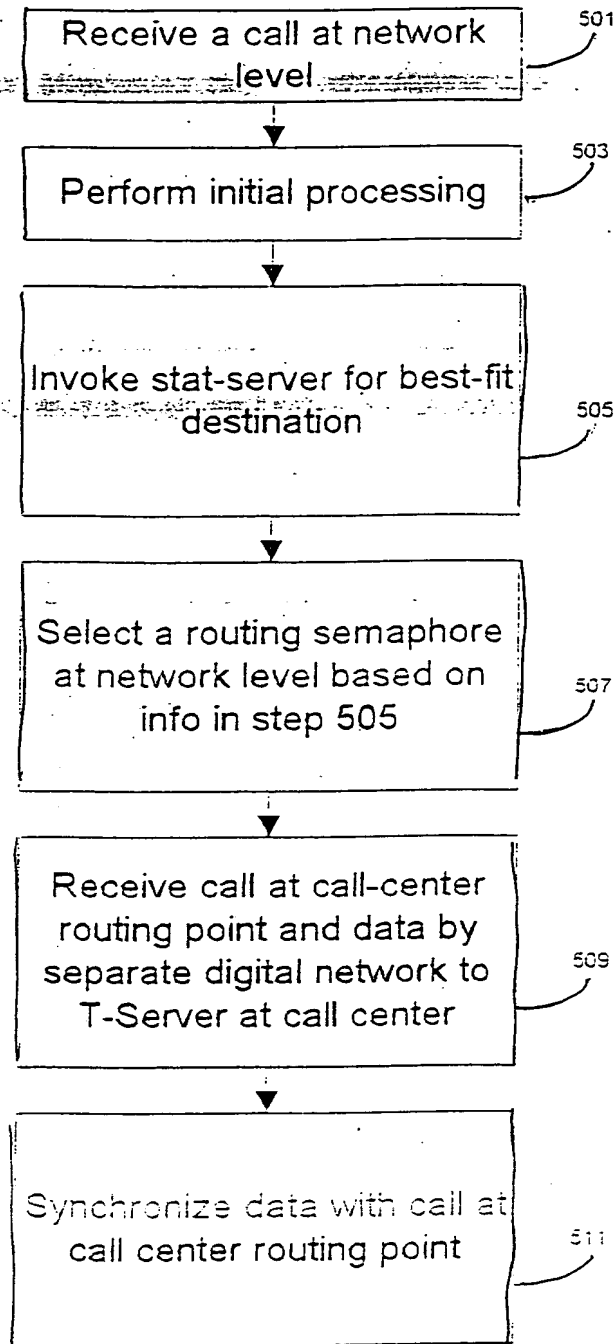 Receive a call at network
level
501
Perform initial processing
503
Invoke stat-server for best-fit
destination
505
Select a routing semaphore
at network level based on
info in step 505
507
Receive call at call-center
routing point and data by
separate digital network to
T-Server at call center
509
Synchronize data with call at
call center routing point
511